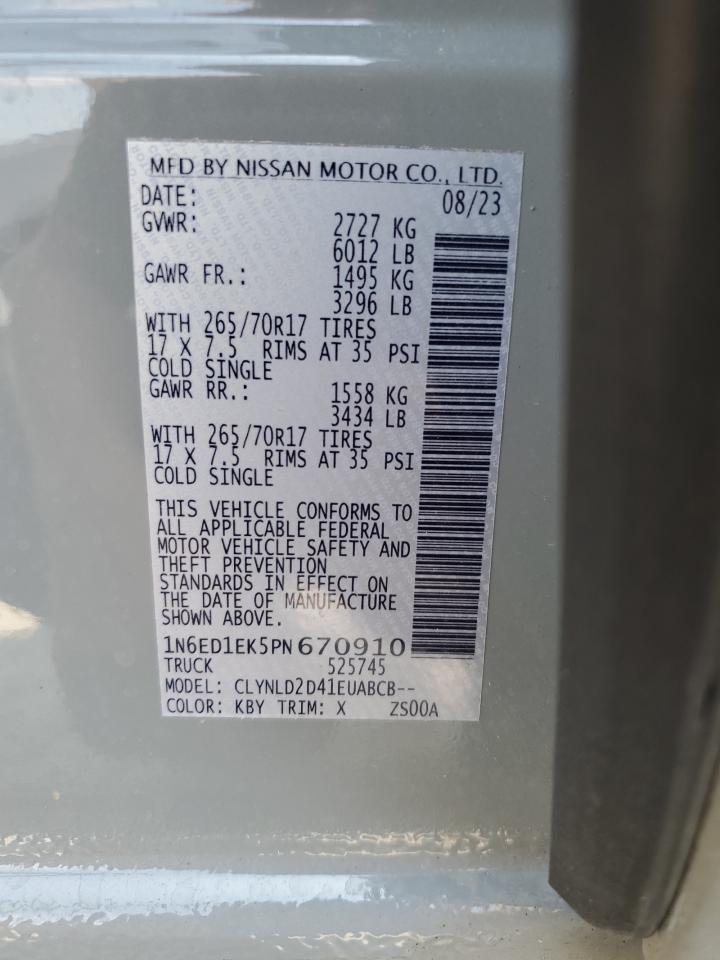 MFD BY NISSAN MOTOR CO., LTD.
DATE: 08/23
GVWR: 2727 KG
6012 LB
GAWR FR.: 1495 KG
3296 LB
WITH 265/70R17 TIRES
17 X 7.5 RIMS AT 35 PSI
COLD SINGLE
GAWR RR.: 1558 KG
3434 LB
WITH 265/70R17 TIRES
17 X 7.5 RIMS AT 35 PSI
COLD SINGLE
THIS VEHICLE CONFORMS TO
ALL APPLICABLE FEDERAL
MOTOR VEHICLE SAFETY AND
THEFT PREVENTION
STANDARDS IN EFFECT ON
THE DATE OF MANUFACTURE
SHOWN ABOVE.
1N6ED1EK5PN670910
TRUCK 525745
MODEL: CLYNLD2D41EUABCB--
COLOR: KBY TRIM: X ZS00A